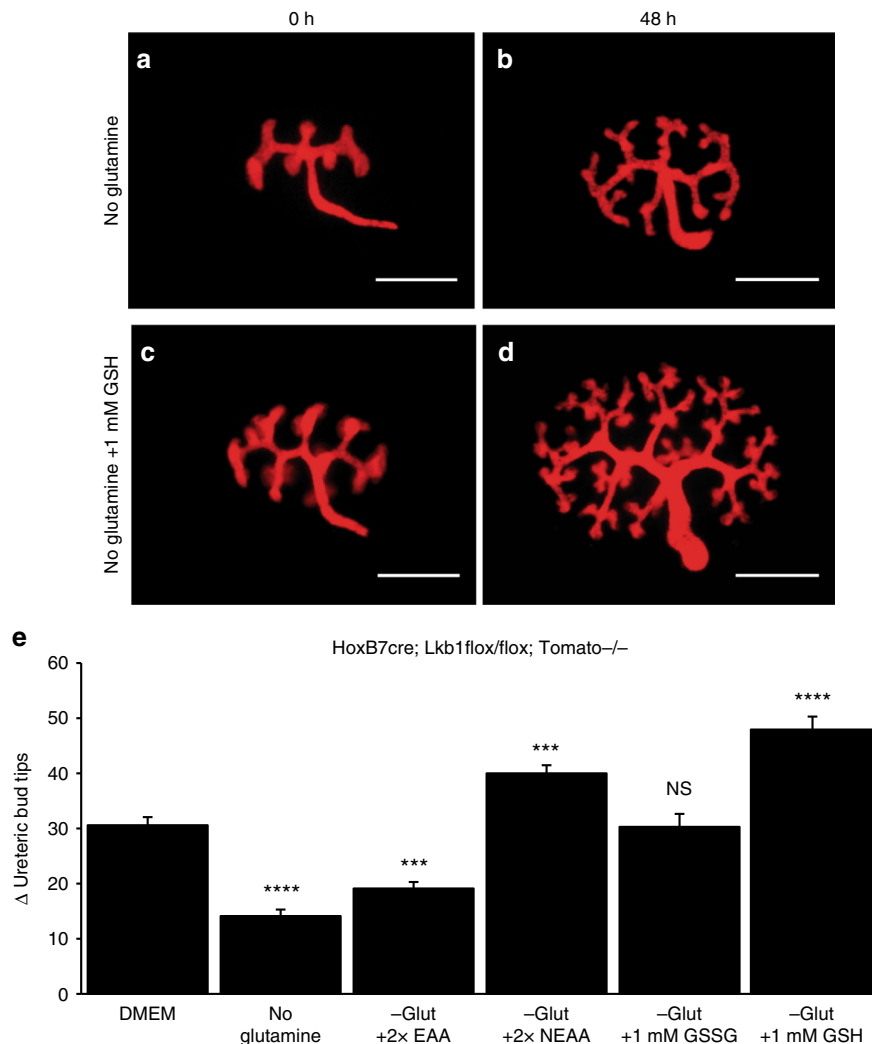 0 h
48 h
No glutamine
a
b
No glutamine +1 mM GSH
c
d
e
HoxB7cre; Lkb1flox/flox; Tomato–/–
Δ Ureteric bud tips
60
50
40
30
20
10
0
****
***
***
NS
****
DMEM
No
glutamine
–Glut
+2× EAA
–Glut
+2× NEAA
–Glut
+1 mM GSSG
–Glut
+1 mM GSH